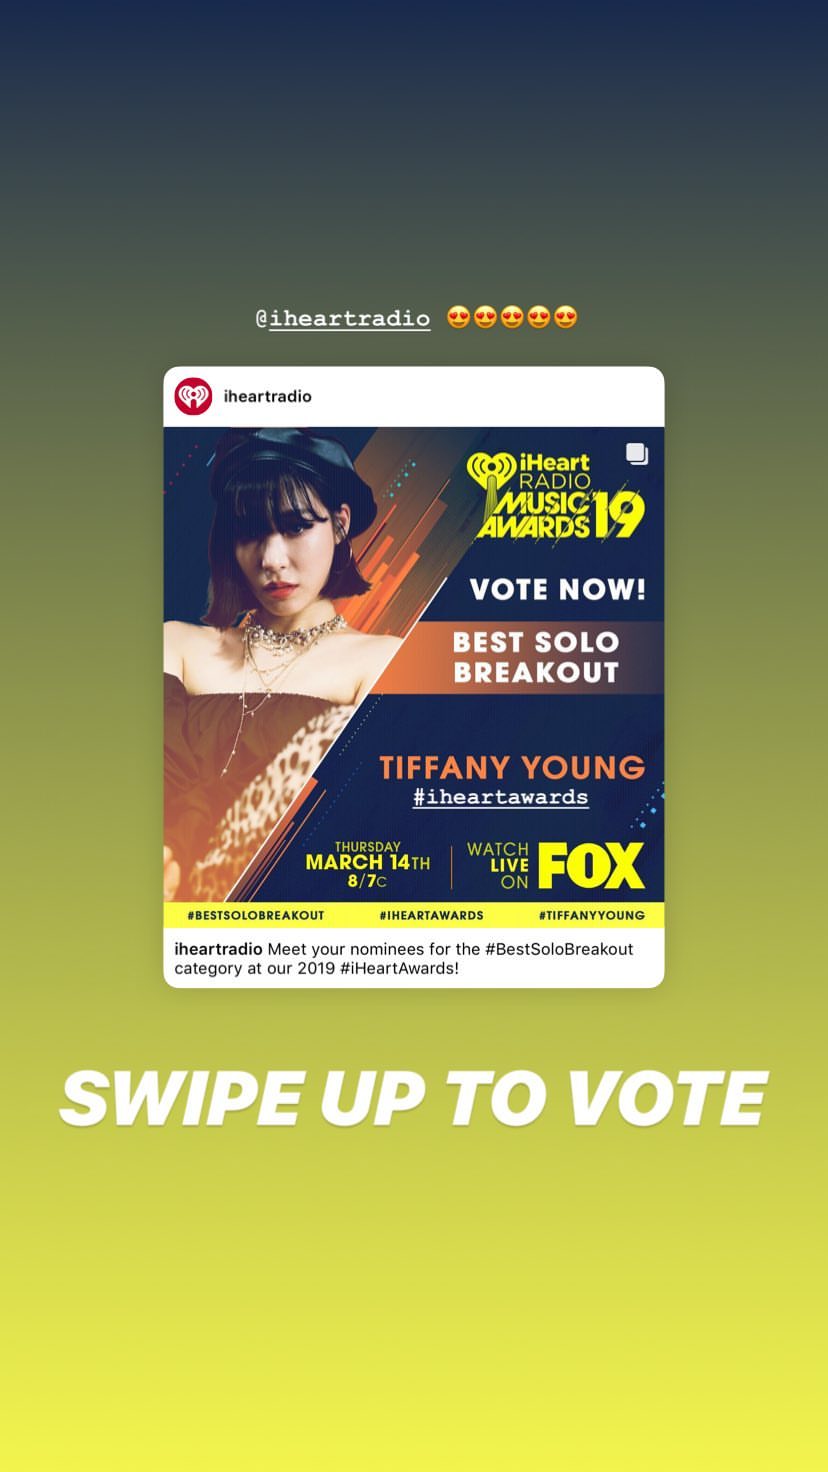 @iheartradio 😍😍😍😍😍
iheartradio
iHeart
RADIO
MUSIC
AWARDS 19
VOTE NOW!
BEST SOLO
BREAKOUT
TIFFANY YOUNG
#iheartawards
THURSDAY
MARCH 14TH
8/7C
WATCH
LIVE
ON
FOX
#BESTSOLOBREAKOUT #IHEARTAWARDS #TIFFANYYOUNG
iheartradio Meet your nominees for the #BestSoloBreakout
category at our 2019 #iHeartAwards!
SWIPE UP TO VOTE